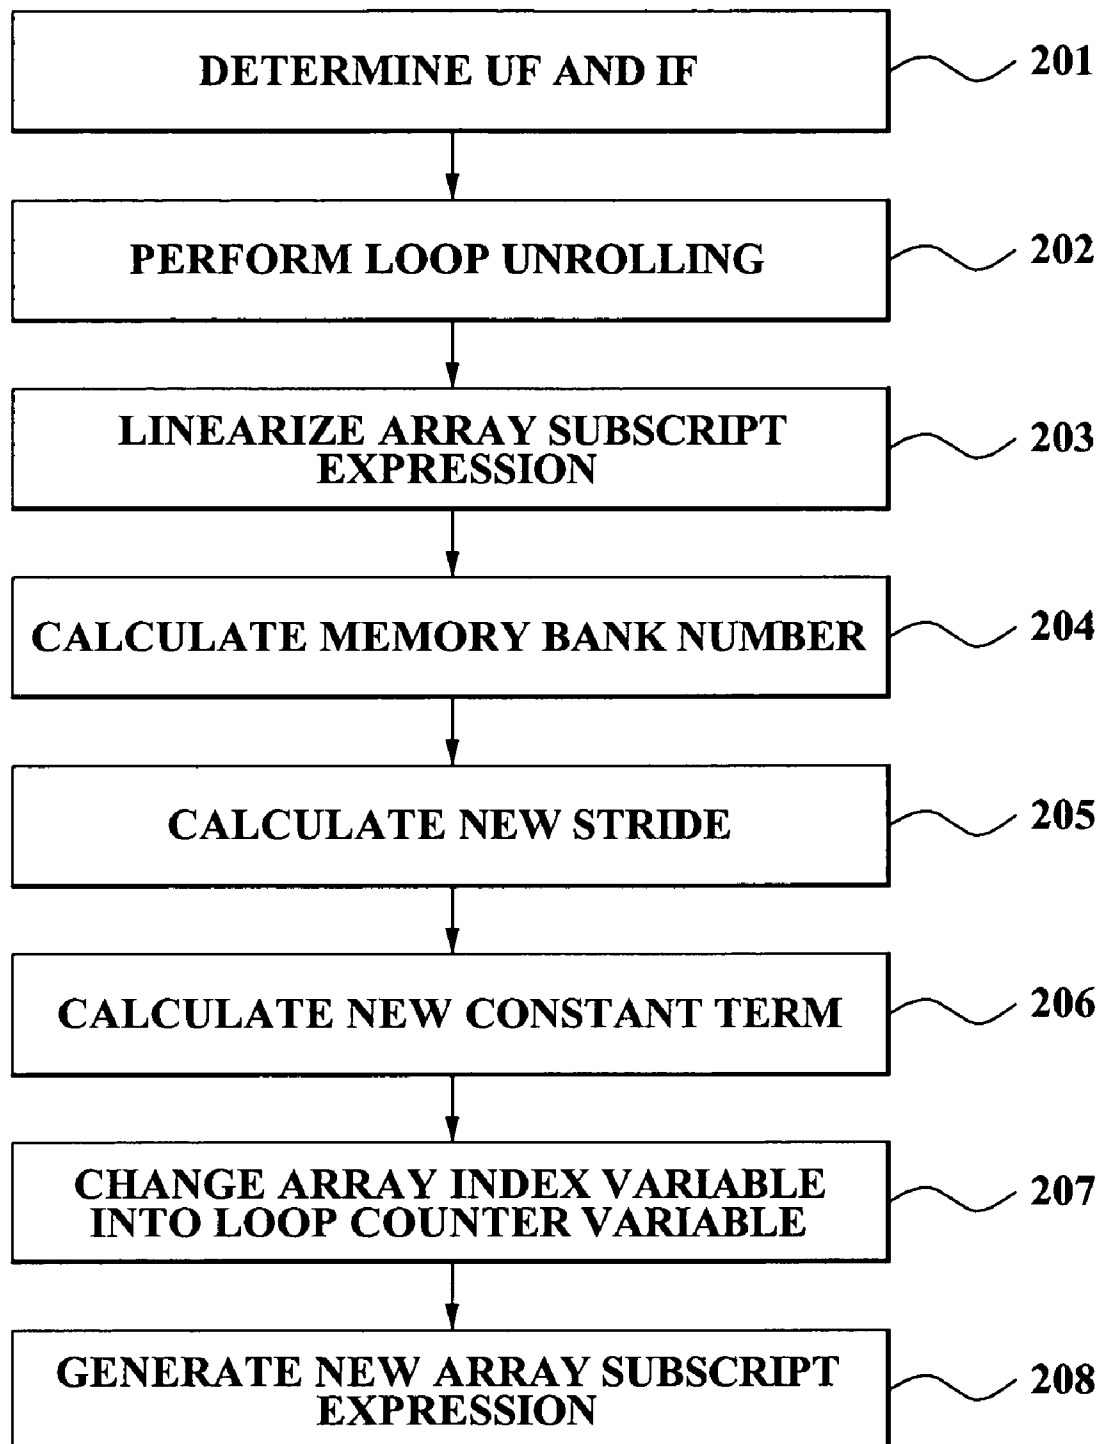 DETERMINE UF AND IF
201
PERFORM LOOP UNROLLING
202
LINEARIZE ARRAY SUBSCRIPT
EXPRESSION
203
CALCULATE MEMORY BANK NUMBER
204
CALCULATE NEW STRIDE
205
CALCULATE NEW CONSTANT TERM
206
CHANGE ARRAY INDEX VARIABLE
INTO LOOP COUNTER VARIABLE
207
GENERATE NEW ARRAY SUBSCRIPT
EXPRESSION
208